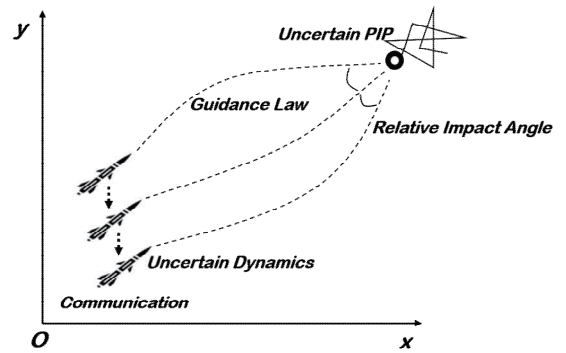 y
Uncertain PIP
Guidance Law
Relative Impact Angle
Uncertain Dynamics
Communication
O
x